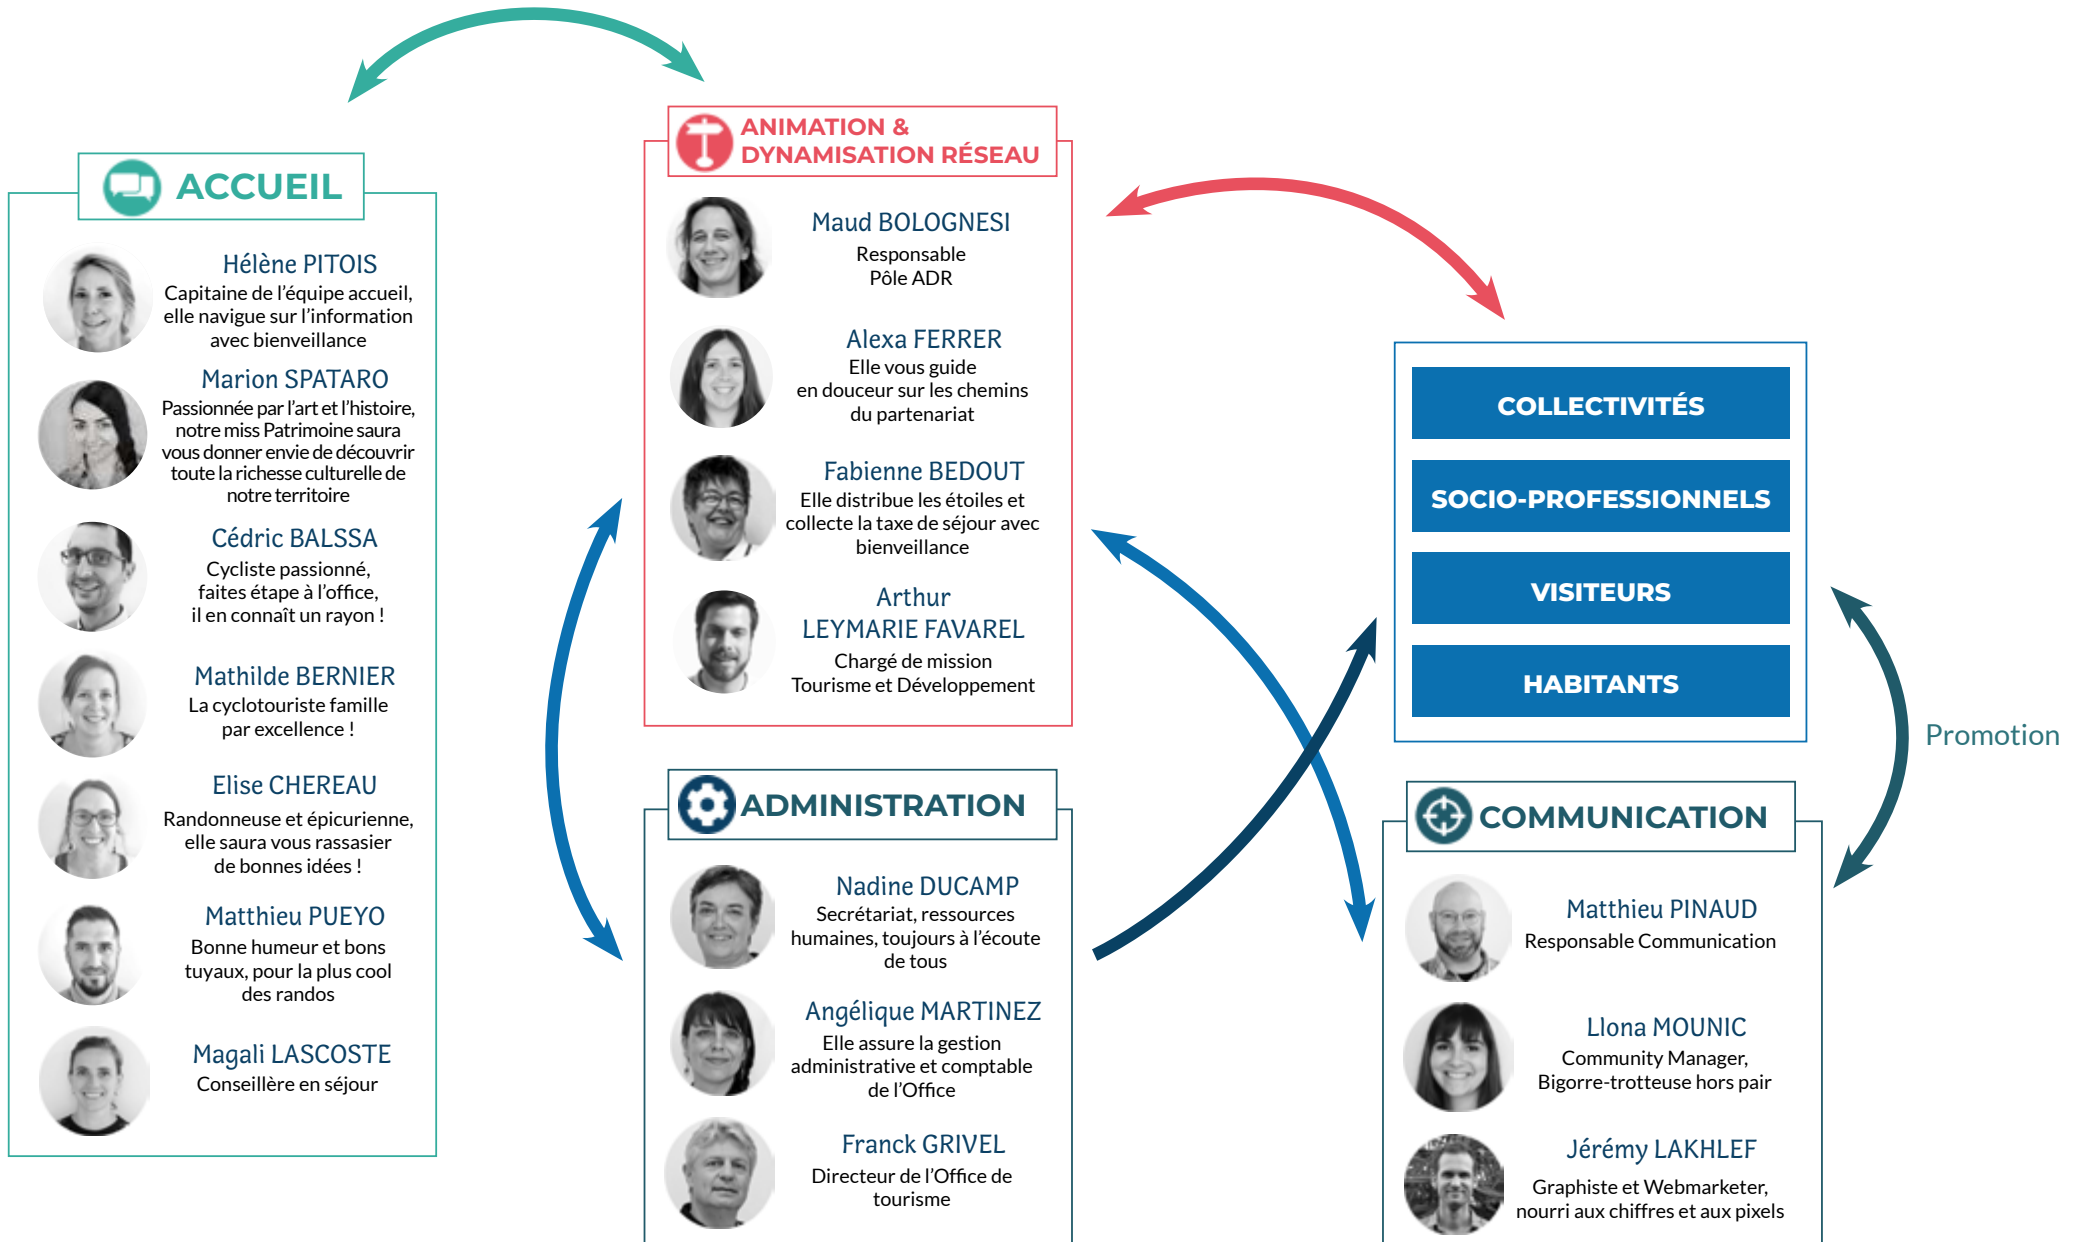 ACCUEIL
Hélène PITOIS
Capitaine de l’équipe accueil,
elle navigue sur l’information
avec bienveillance
Marion SPATARO
Passionnée par l’art et l’histoire,
notre miss Patrimoine saura
vous donner envie de découvrir
toute la richesse culturelle de
notre territoire
Cédric BALSSA
Cycliste passionné,
faites étape à l’office,
il en connaît un rayon !
Mathilde BERNIER
La cyclotouriste famille
par excellence !
Elise CHEREAU
Randonneuse et épicurienne,
elle saura vous rassasier
de bonnes idées !
Matthieu PUEYO
Bonne humeur et bons
tuyaux, pour la plus cool
des randos
Magali LASCOSTE
Conseillère en séjour
ANIMATION &
DYNAMISATION RÉSEAU
Maud BOLOGNESI
Responsable
Pôle ADR
Alexa FERRER
Elle vous guide
en douceur sur les chemins
du partenariat
Fabienne BEDOUT
Elle distribue les étoiles et
collecte la taxe de séjour avec
bienveillance
Arthur
LEYMARIE FAVAREL
Chargé de mission
Tourisme et Développement
ADMINISTRATION
Nadine DUCAMP
Secrétariat, ressources
humaines, toujours à l’écoute
de tous
Angélique MARTINEZ
Elle assure la gestion
administrative et comptable
de l’Office
Franck GRIVEL
Directeur de l’Office de
tourisme
COLLECTIVITÉS
SOCIO-PROFESSIONNELS
VISITEURS
HABITANTS
Promotion
COMMUNICATION
Matthieu PINAUD
Responsable Communication
Llona MOUNIC
Community Manager,
Bigorre-trotteuse hors pair
Jérémy LAKHLEF
Graphiste et Webmarketer,
nourri aux chiffres et aux pixels